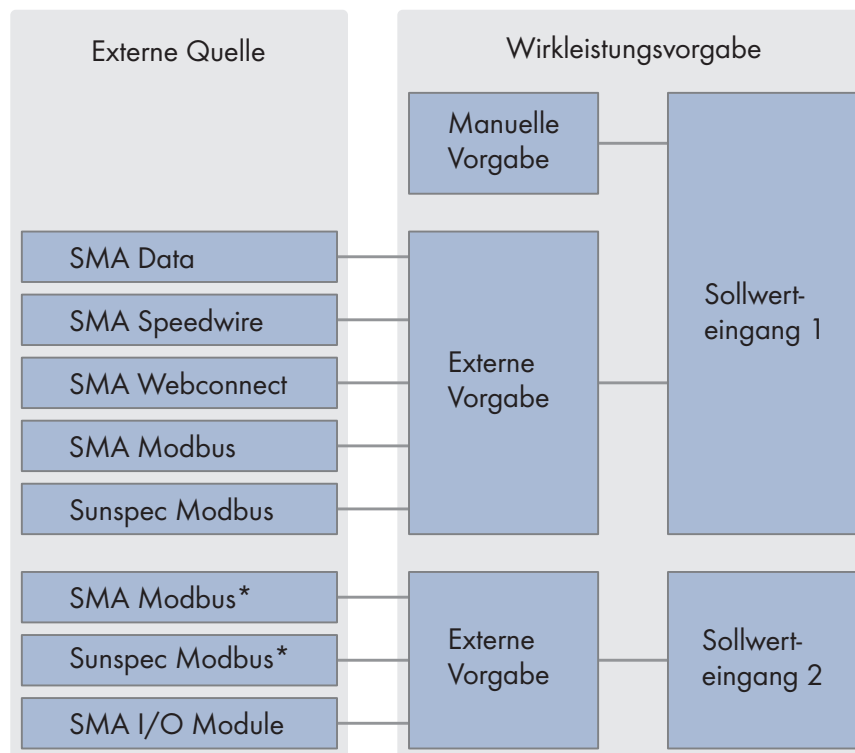 Externe Quelle
Wirkleistungsvorgabe
Manuelle
Vorgabe
SMA Data
SMA Speedwire
SMA Webconnect
SMA Modbus
Sunspec Modbus
Externe
Vorgabe
Sollwert-
eingang 1
SMA Modbus*
Sunspec Modbus*
SMA I/O Module
Externe
Vorgabe
Sollwert-
eingang 2